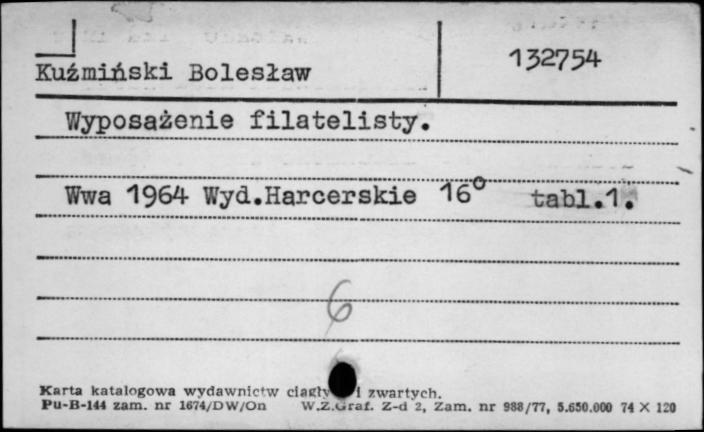 Kuźmiński Bolesław
132754
Wyposażenie filatelisty.
Wwa 1964 Wyd.Harcerskie 16° tabl.1.
6
Karta katalogowa wydawnictw i zwartych.
Pu-B-144 zam. nr 1674/DW/On W.Z.Graf. Z-d 2, Zam. nr 988/77, 5.650.000 74 X 120